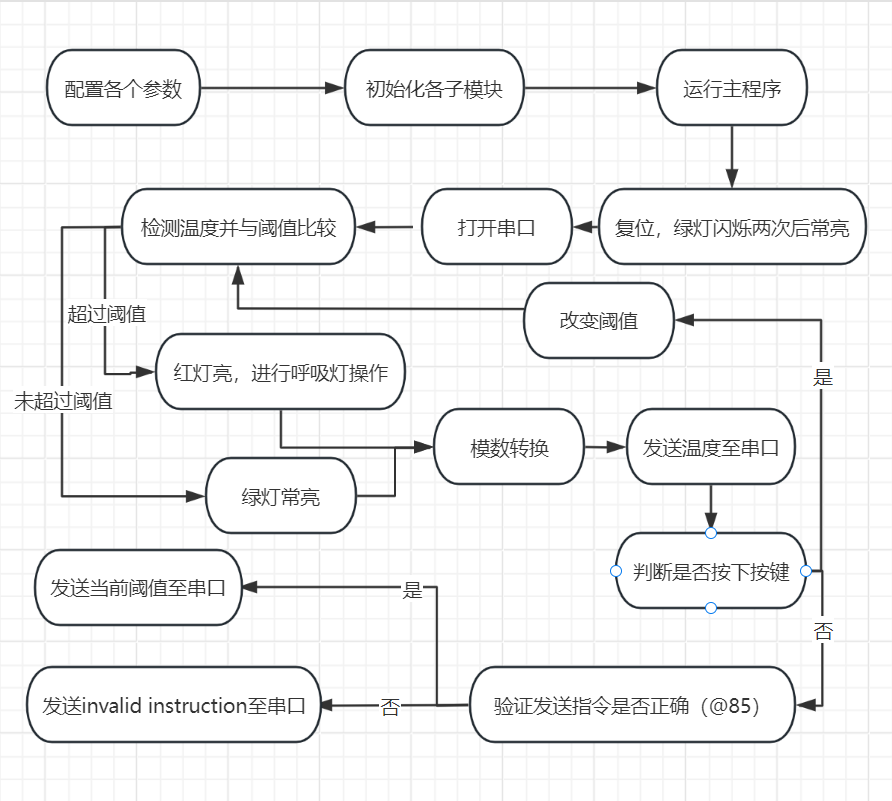 配置各个参数
初始化各子模块
运行主程序
检测温度并与阈值比较
打开串口
复位，绿灯闪烁两次后常亮
超过阈值
改变阈值
红灯亮，进行呼吸灯操作
是
未超过阈值
模数转换
发送温度至串口
绿灯常亮
发送当前阈值至串口
是
判断是否按下按键
否
发送invalid instruction至串口
否
验证发送指令是否正确（@85）